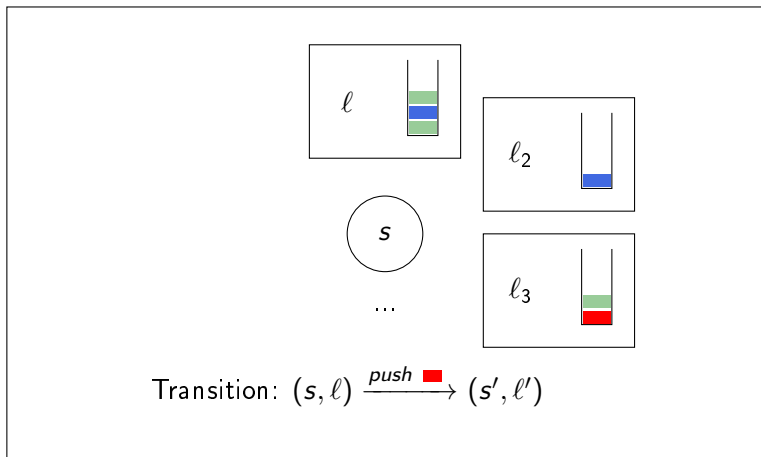 ℓ
ℓ₂
s
ℓ₃
...
Transition: (s, ℓ) push → (s′, ℓ′)